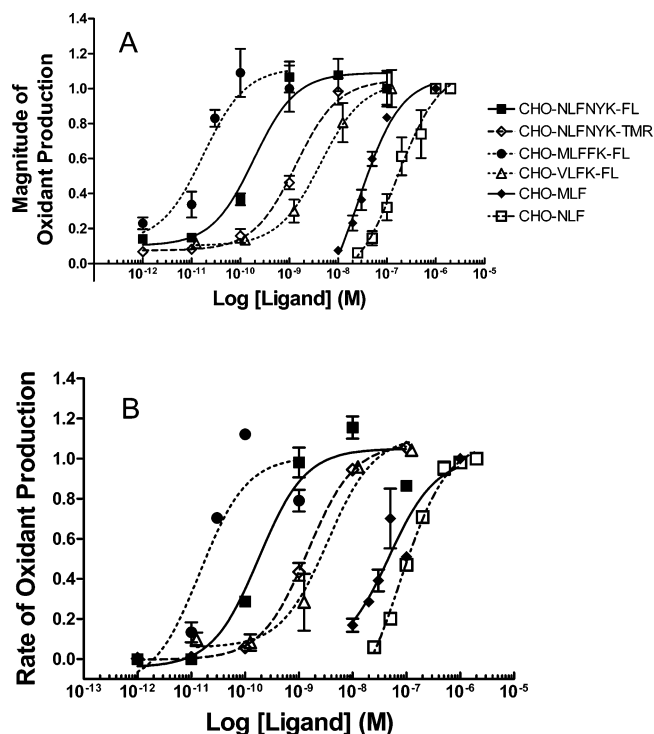 A
1.4
1.2
1.0
0.8
0.6
0.4
0.2
0.0
Magnitude of
Oxidant Production
10-12 10-11 10-10 10-9 10-8 10-7 10-6 10-5
Log [Ligand] (M)
CHO-NLFNYK-FL
CHO-NLFNYK-TMR
CHO-MLFFK-FL
CHO-VLFK-FL
CHO-MLF
CHO-NLF
B
1.4
1.2
1.0
0.8
0.6
0.4
0.2
0.0
Rate of Oxidant Production
10-13 10-12 10-11 10-10 10-9 10-8 10-7 10-6 10-5
Log [Ligand] (M)